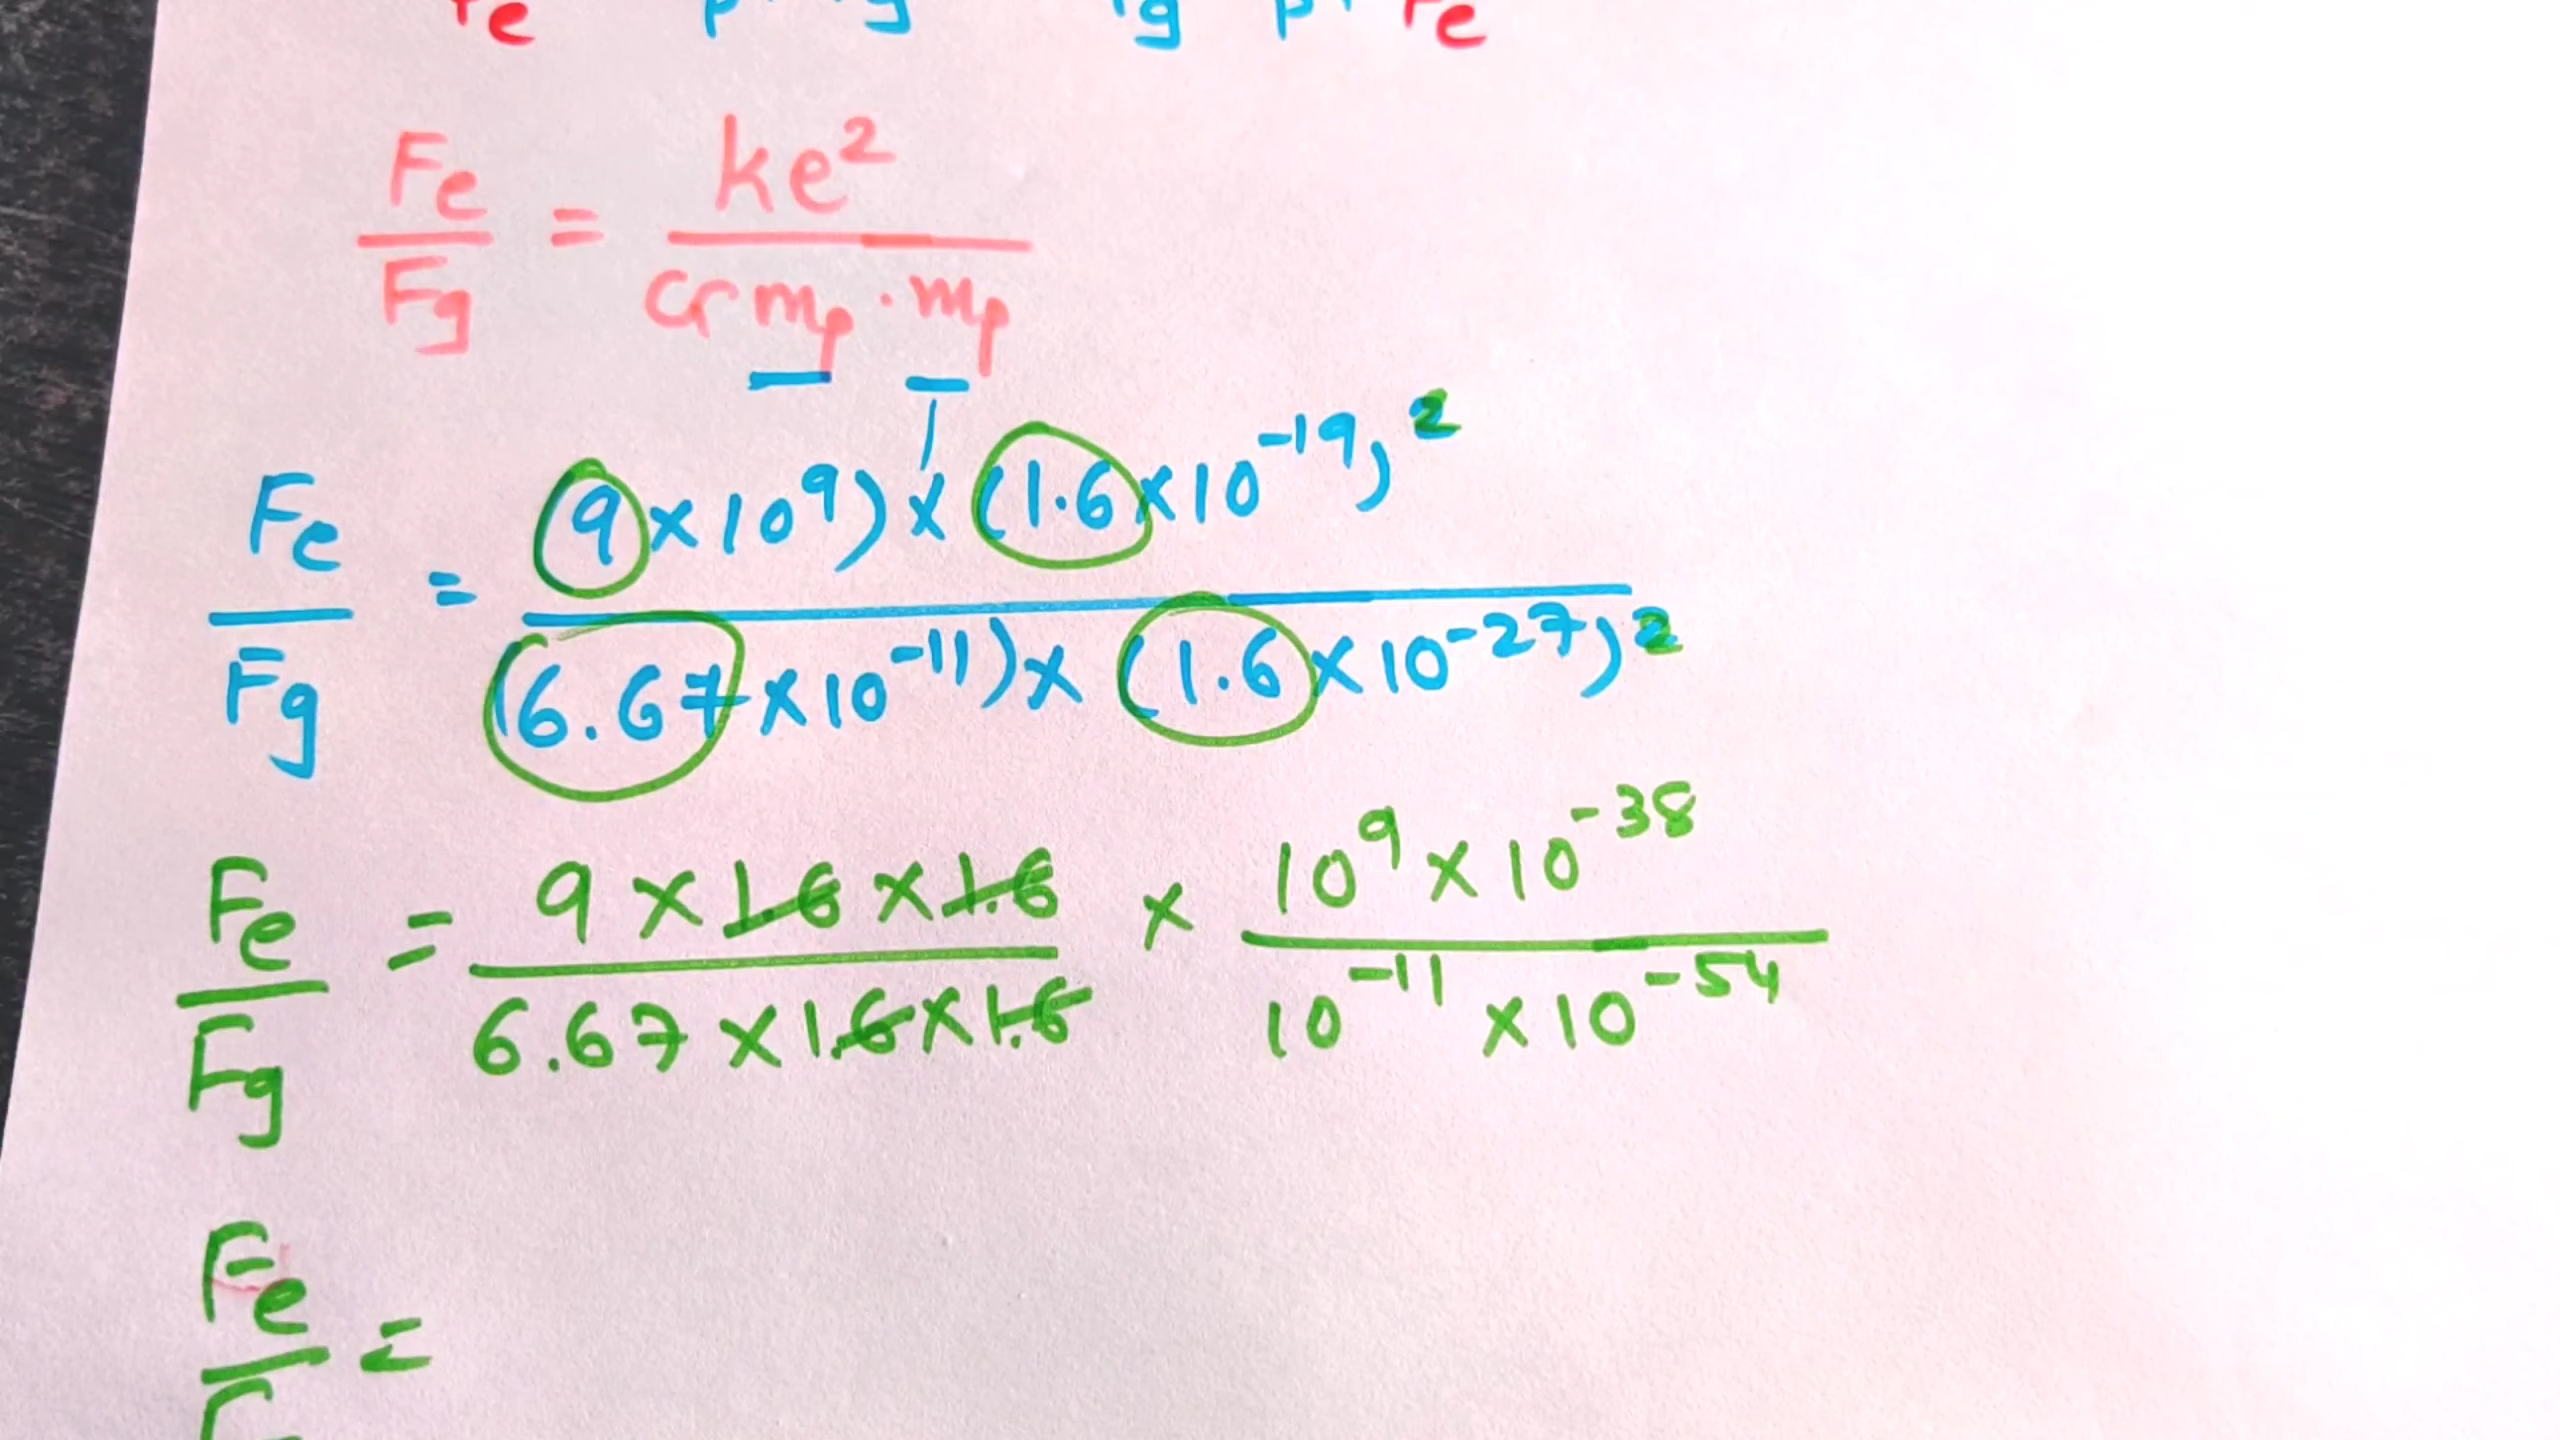 Fe/Fg = ke²/G mp · mp
Fe/Fg = (9×10⁹) × (1.6×10⁻¹⁹)²/(6.67×10⁻¹¹) × (1.6×10⁻²⁷)²
Fe/Fg = 9×1.6×1.6/6.67×1.6×1.6 × 10⁹×10⁻³⁸/10⁻¹¹×10⁻⁵⁴
Fe =